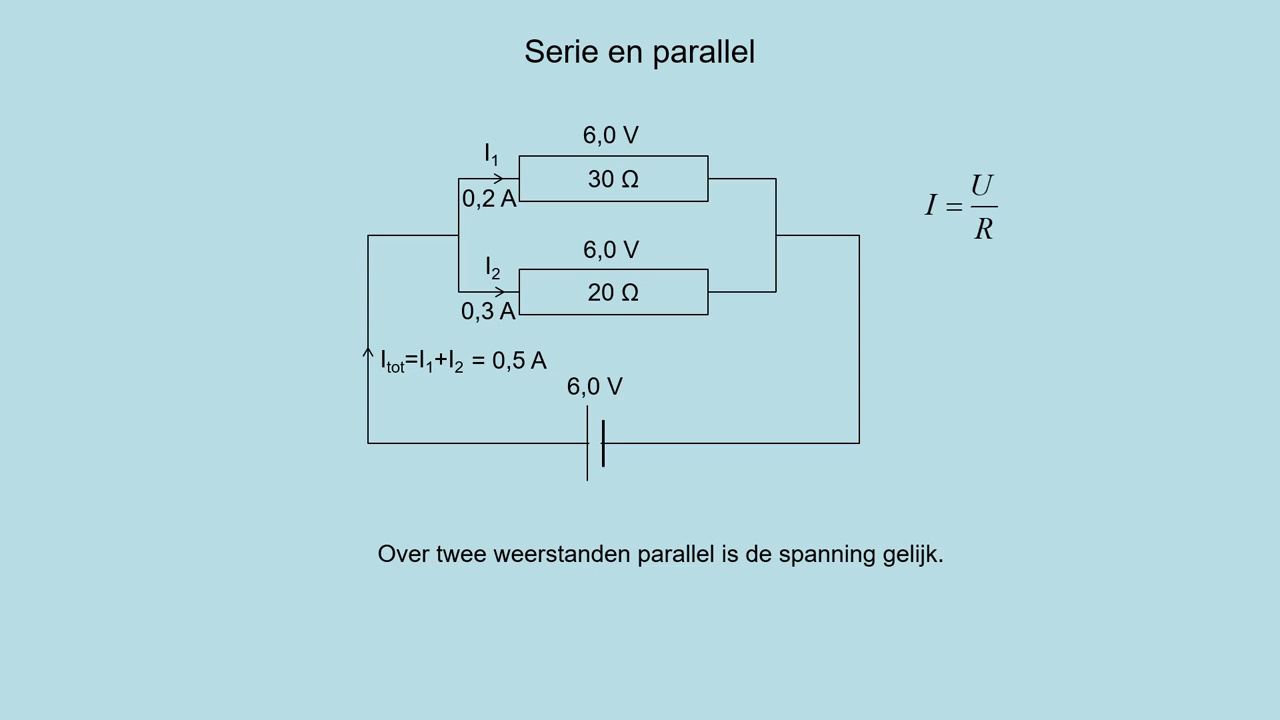 Serie en parallel
6,0 V
I₁
30 Ω
0,2 A
I = U/R
6,0 V
I₂
20 Ω
0,3 A
Iₜₒₜ=I₁+I₂ = 0,5 A
6,0 V
Over twee weerstanden parallel is de spanning gelijk.